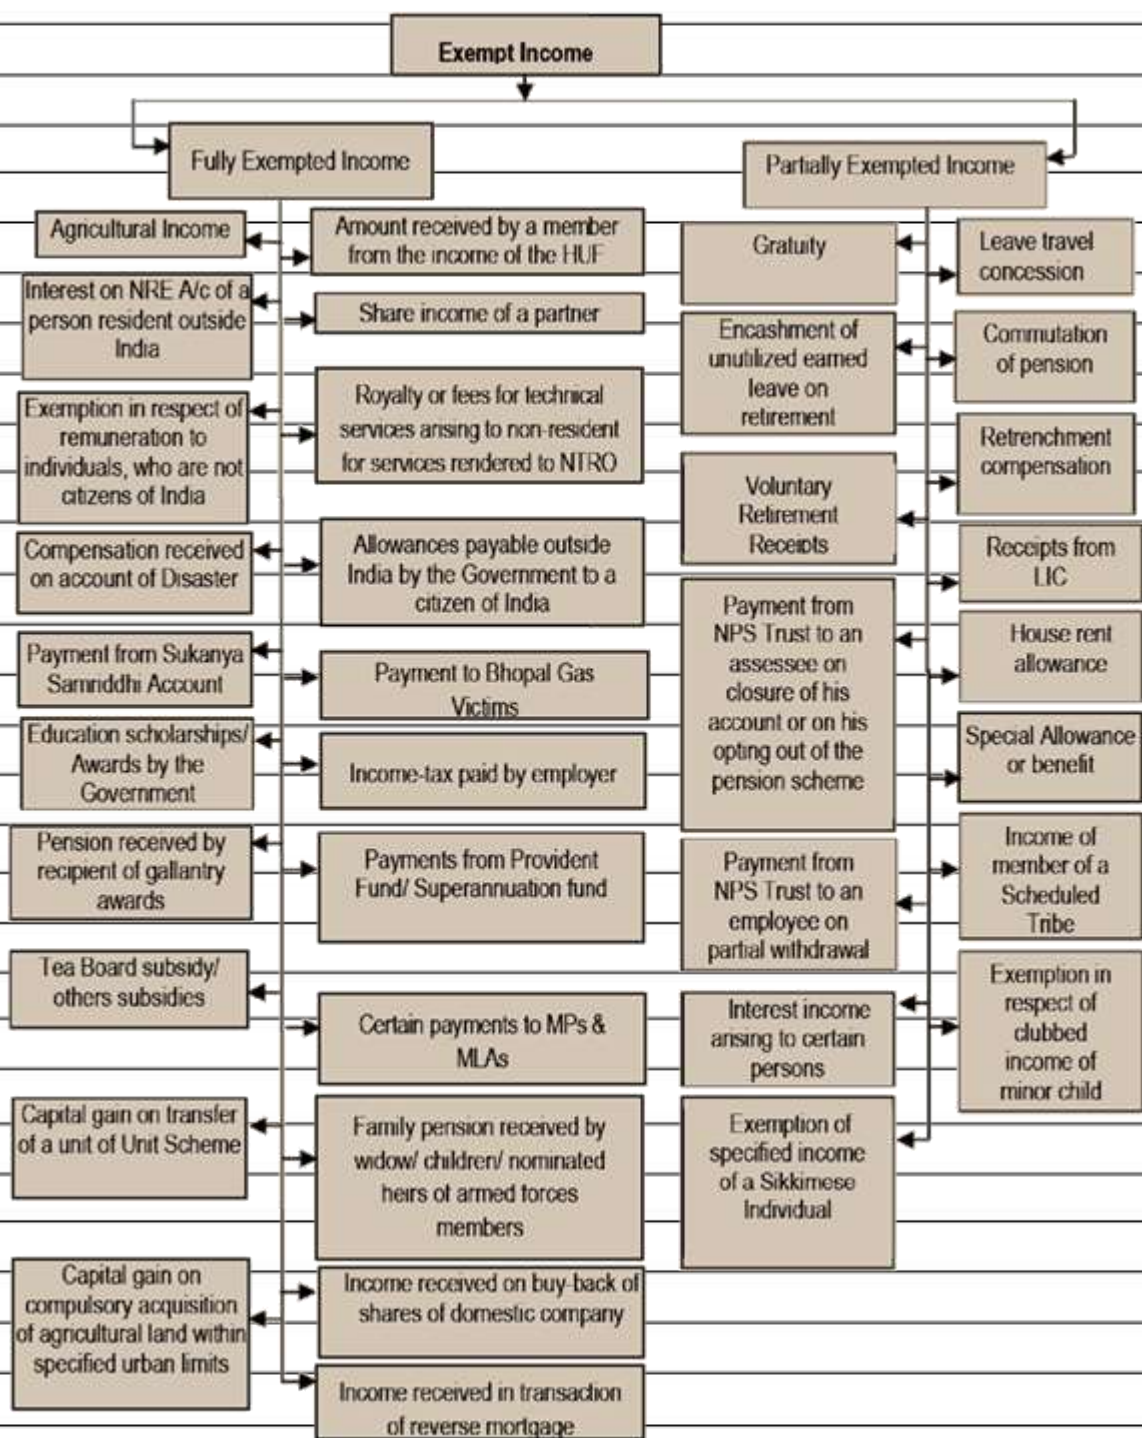 Exempt Income
Fully Exempted Income
Agricultural Income
Amount received by a member
from the income of the HUF
Interest on NRE A/c of a
person resident outside
India
Share income of a partner
Exemption in respect of
remuneration to
individuals, who are not
citizens of India
Royalty or fees for technical
services arising to non-resident
for services rendered to NTRO
Compensation received
on account of Disaster
Allowances payable outside
India by the Government to a
citizen of India
Payment from Sukanya
Samriddhi Account
Payment to Bhopal Gas
Victims
Education scholarships/
Awards by the
Government
Income-tax paid by employer
Pension received by
recipient of gallantry
awards
Payments from Provident
Fund/ Superannuation fund
Tea Board subsidy/
others subsidies
Certain payments to MPs &
MLAs
Capital gain on transfer
of a unit of Unit Scheme
Family pension received by
widow/ children/ nominated
heirs of armed forces
members
Capital gain on
compulsory acquisition
of agricultural land within
specified urban limits
Income received on buy-back of
shares of domestic company
Income received in transaction
of reverse mortgage
Partially Exempted Income
Gratuity
Leave travel
concession
Encashment of
unutilized earned
leave on
retirement
Commutation
of pension
Voluntary
Retirement
Receipts
Retrenchment
compensation
Receipts from
LIC
Payment from
NPS Trust to an
assessee on
closure of his
account or on his
opting out of the
pension scheme
House rent
allowance
Special Allowance
or benefit
Payment from
NPS Trust to an
employee on
partial withdrawal
Income of
member of a
Scheduled
Tribe
Interest income
arising to certain
persons
Exemption in
respect of
clubbed
income of
minor child
Exemption of
specified income
of a Sikkimese
Individual